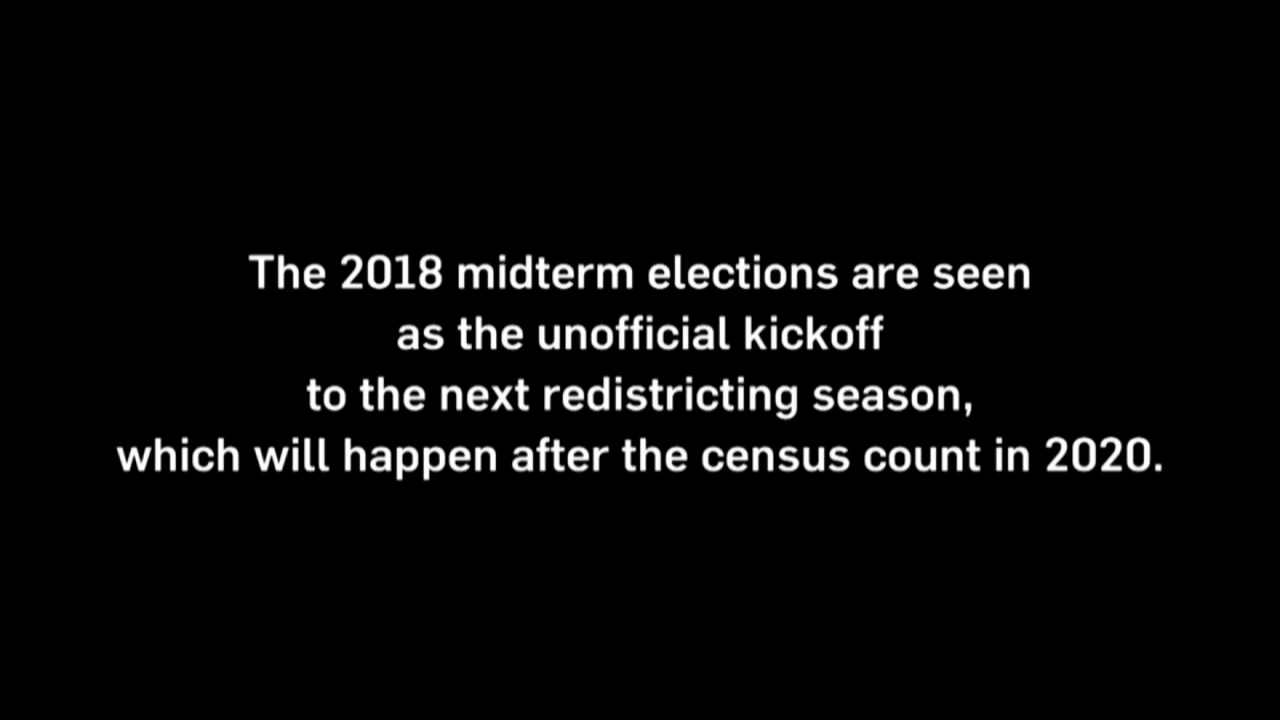 The 2018 midterm elections are seen
as the unofficial kickoff
to the next redistricting season,
which will happen after the census count in 2020.